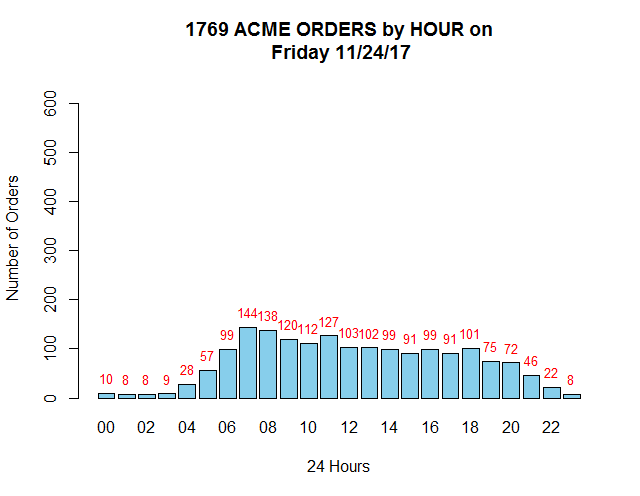 1769 ACME ORDERS by HOUR on
Friday 11/24/17
Number of Orders
600
500
400
300
200
100
0
10 8 8 9 28 57 99 144 138 120 112 127 103 102 99 91 99 91 101 75 72 46 22 8
00 02 04 06 08 10 12 14 16 18 20 22
24 Hours